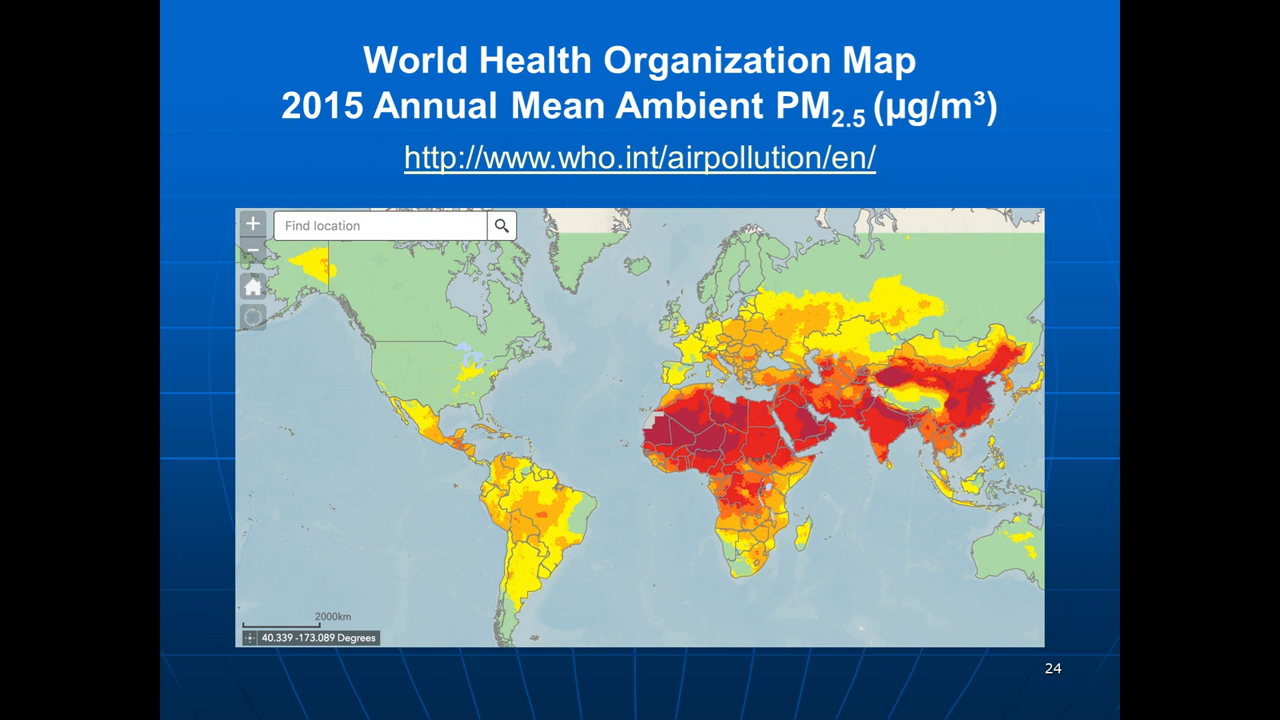 World Health Organization Map
2015 Annual Mean Ambient PM2.5 (µg/m³)
http://www.who.int/airpollution/en/
+
Find location
−
2000km
40.339 -173.089 Degrees
24